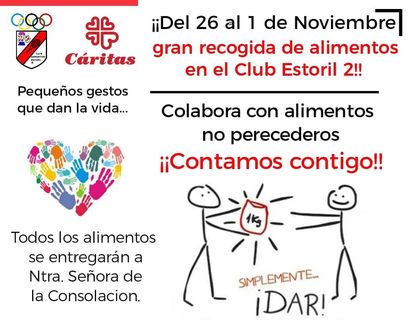 Cáritas
Pequeños gestos
que dan la vida...
Todos los alimentos
se entregarán a
Ntra. Señora de
la Consolacion.
¡¡Del 26 al 1 de Noviembre
gran recogida de alimentos
en el Club Estoril 2!!
Colabora con alimentos
no perecederos
¡¡Contamos contigo!!
1Kg
SIMPLEMENTE...
¡DAR!